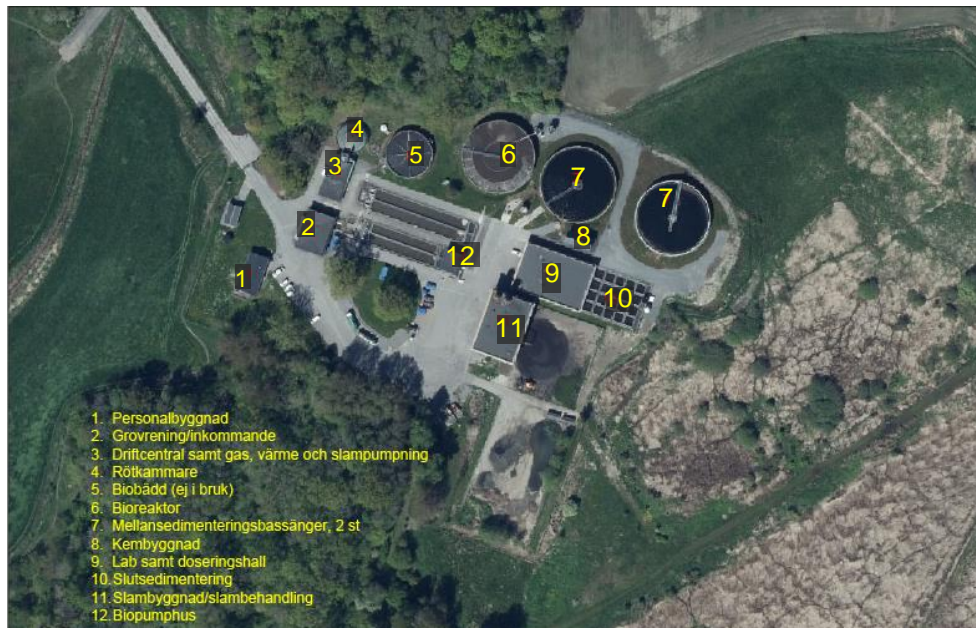 4
5
6
3
7
7
2
8
12
9
1
10
11
1. Personalbyggnad
2. Grovrening/inkommande
3. Driftcentral samt gas, värme och slampumpning
4. Rötkammare
5. Biobädd (ej i bruk)
6. Bioreaktor
7. Mellansedimenteringsbassänger, 2 st
8. Kembyggnad
9. Lab samt doseringshall
10. Slutsedimentering
11. Slambyggnad/slambehandling
12. Biopumphus